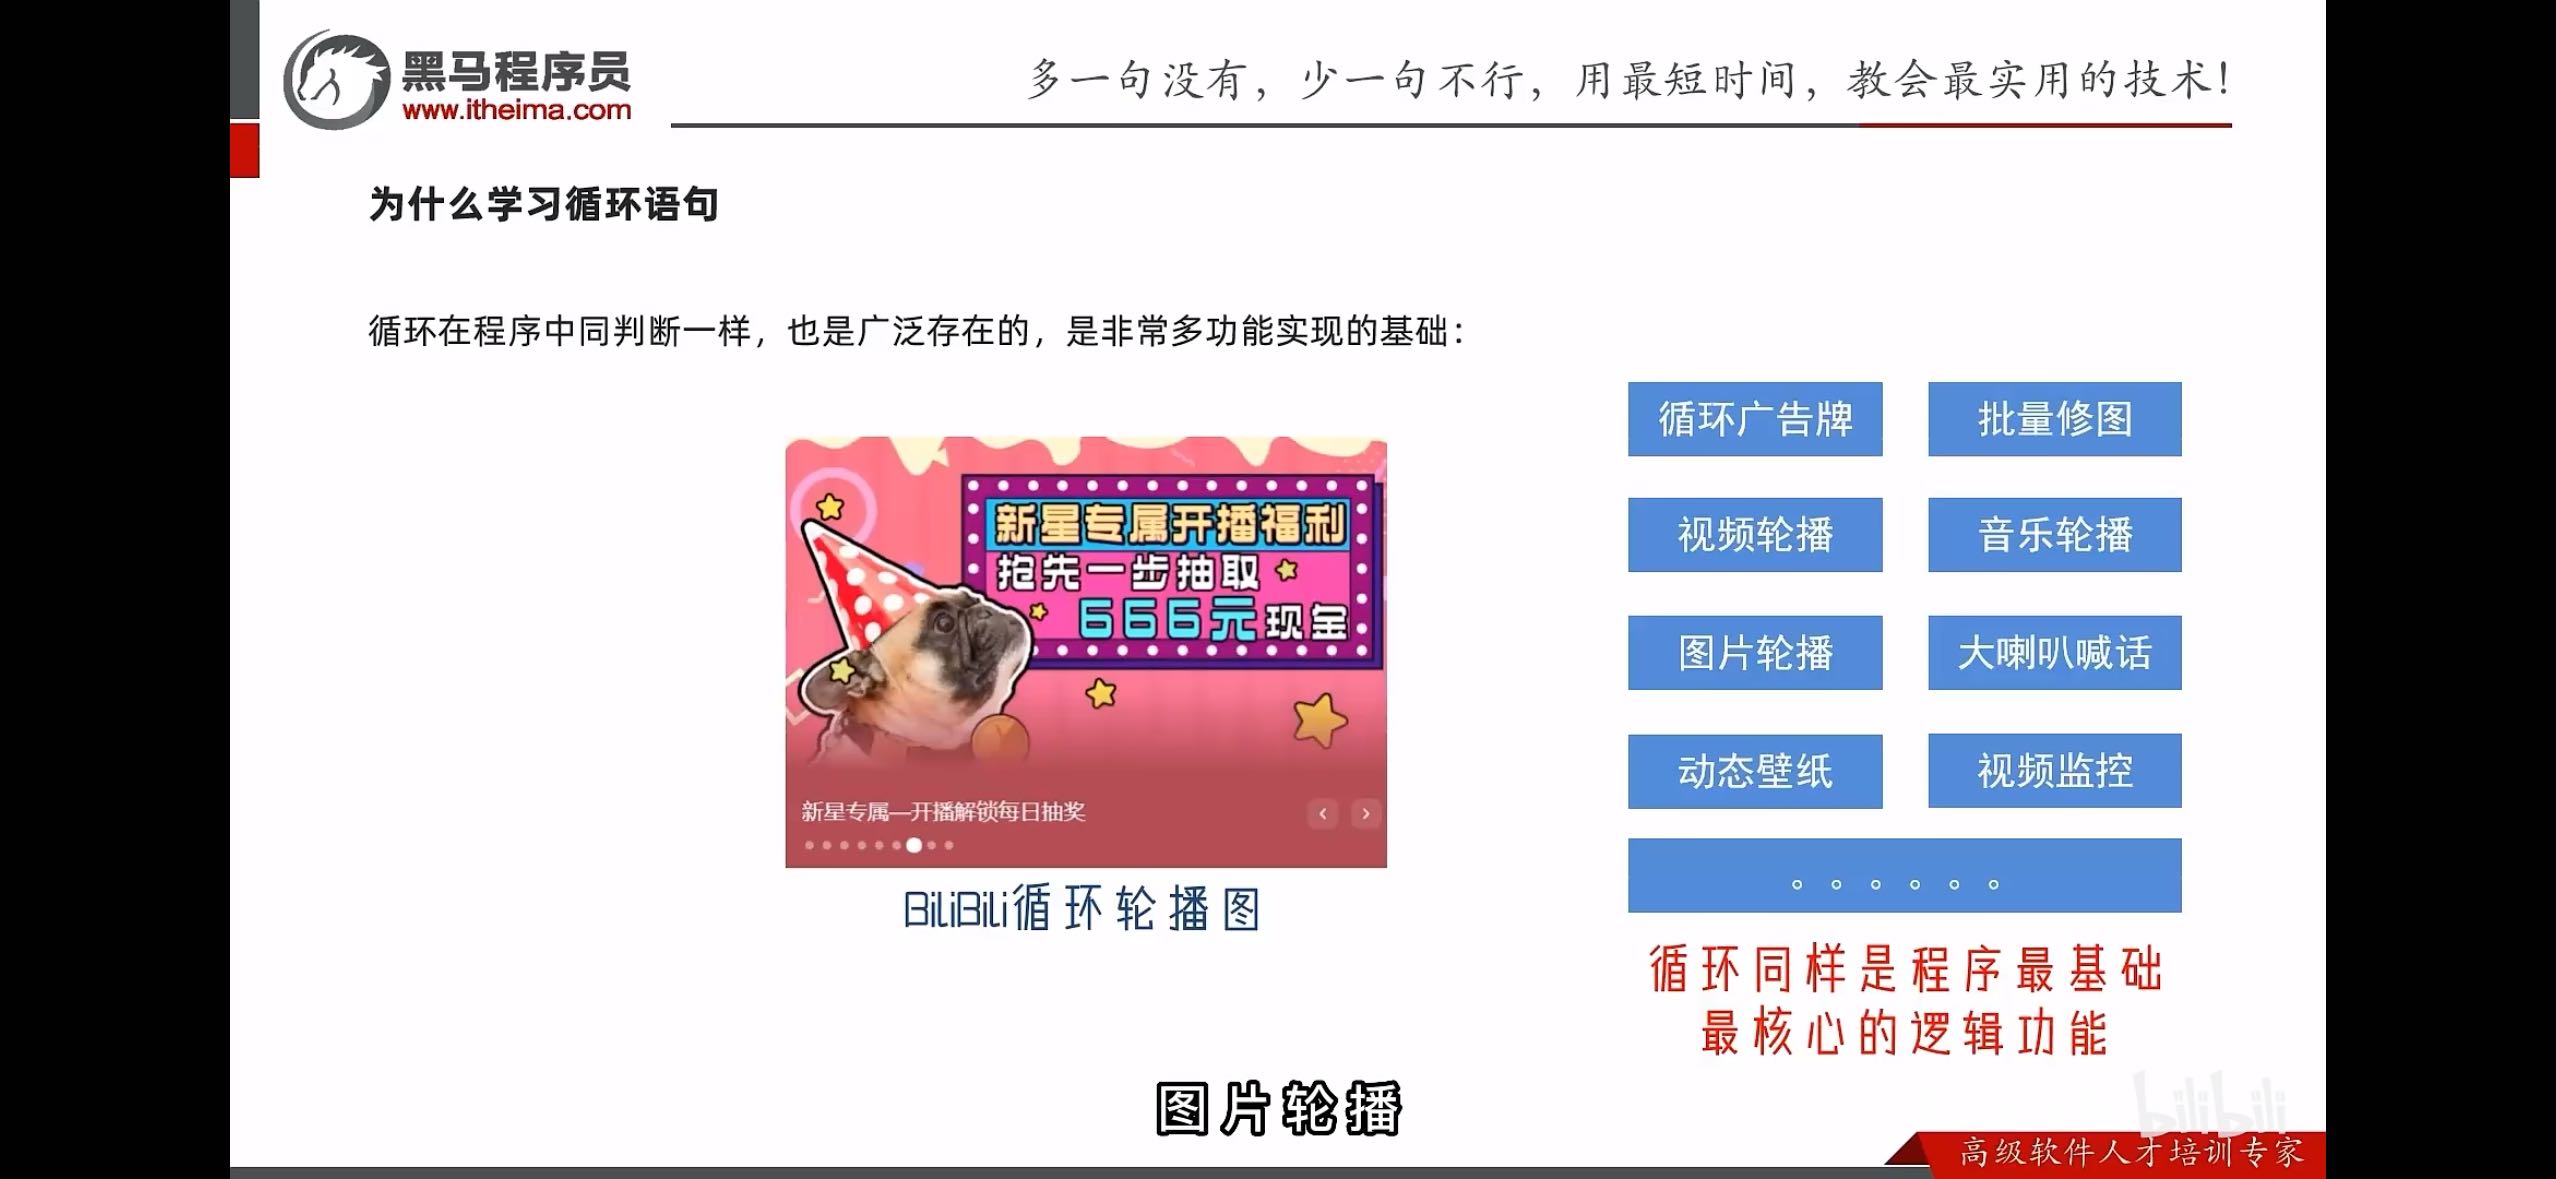 黑马程序员
www.itheima.com
多一句没有，少一句不行，用最短时间，教会最实用的技术！
为什么学习循环语句
循环在程序中同判断一样，也是广泛存在的，是非常多功能实现的基础：
新星专属开播福利
抢先一步抽取
666元现金
新星专属—开播解锁每日抽奖
BiliBili循环轮播图
循环广告牌
批量修图
视频轮播
音乐轮播
图片轮播
大喇叭喊话
动态壁纸
视频监控
。。。。。。
循环同样是程序最基础
最核心的逻辑功能
图片轮播
bilibili
高级软件人才培训专家